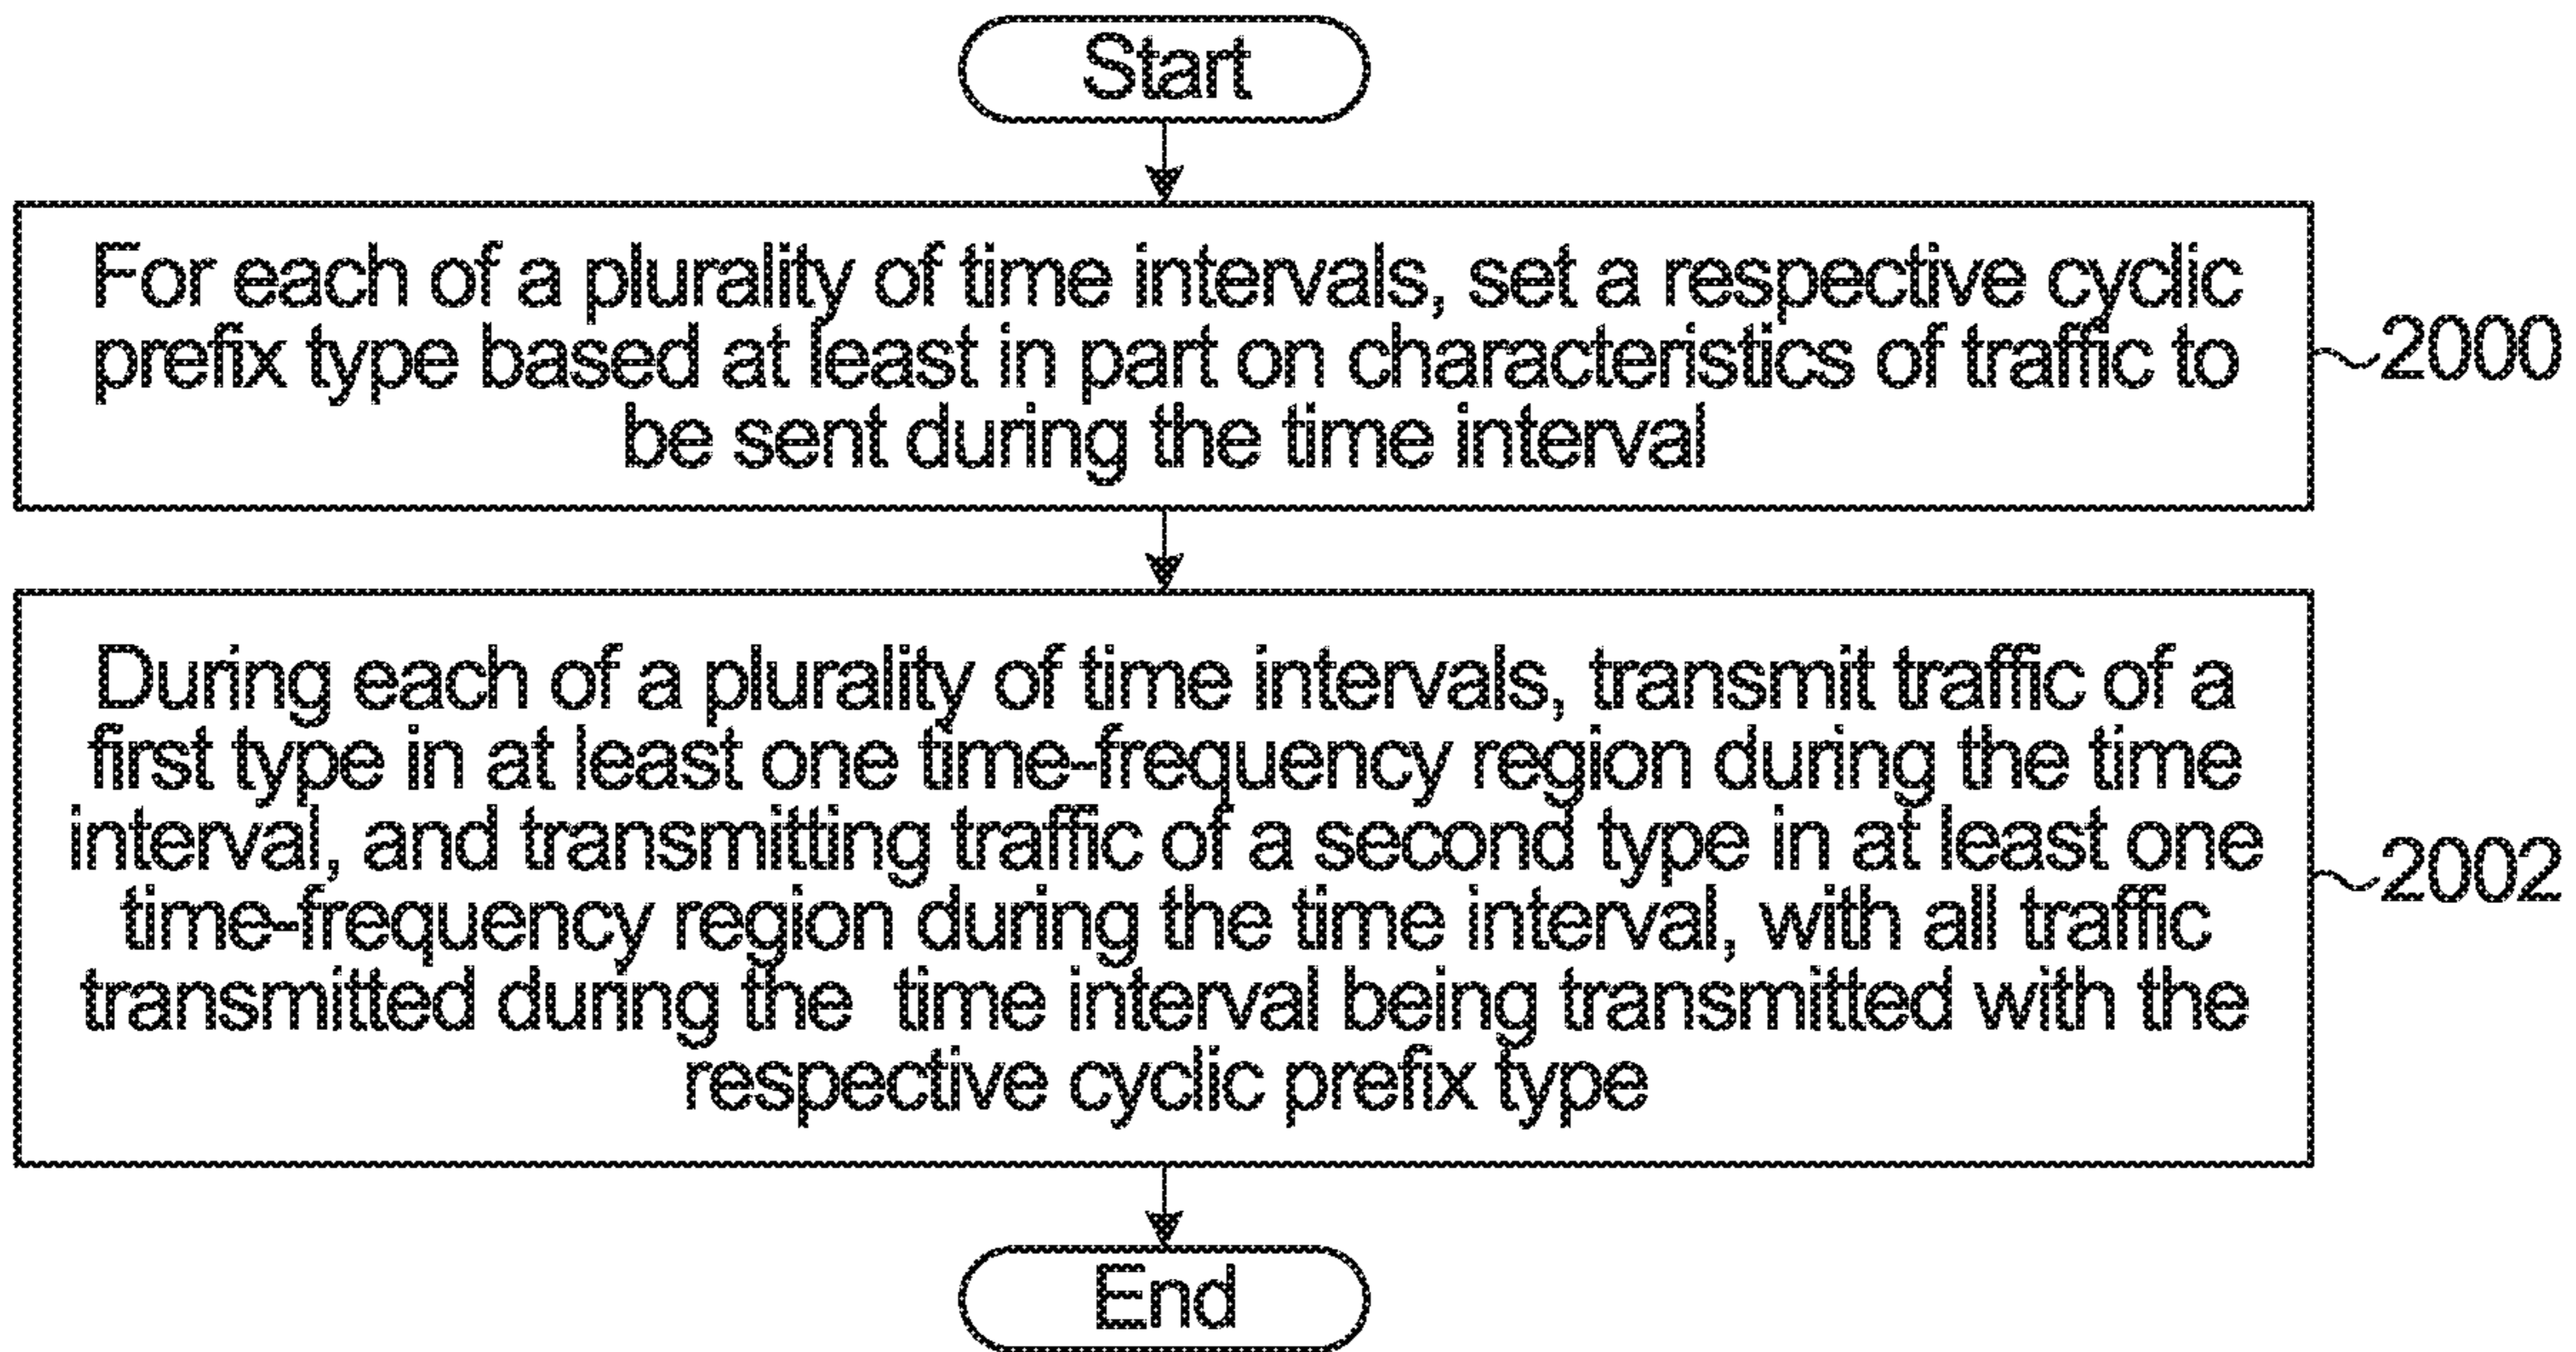 Start
For each of a plurality of time intervals, set a respective cyclic
prefix type based at least in part on characteristics of traffic to
be sent during the time interval
2000
During each of a plurality of time intervals, transmit traffic of a
first type in at least one time-frequency region during the time
interval, and transmitting traffic of a second type in at least one
time-frequency region during the time interval, with all traffic
transmitted during the time interval being transmitted with the
respective cyclic prefix type
2002
End